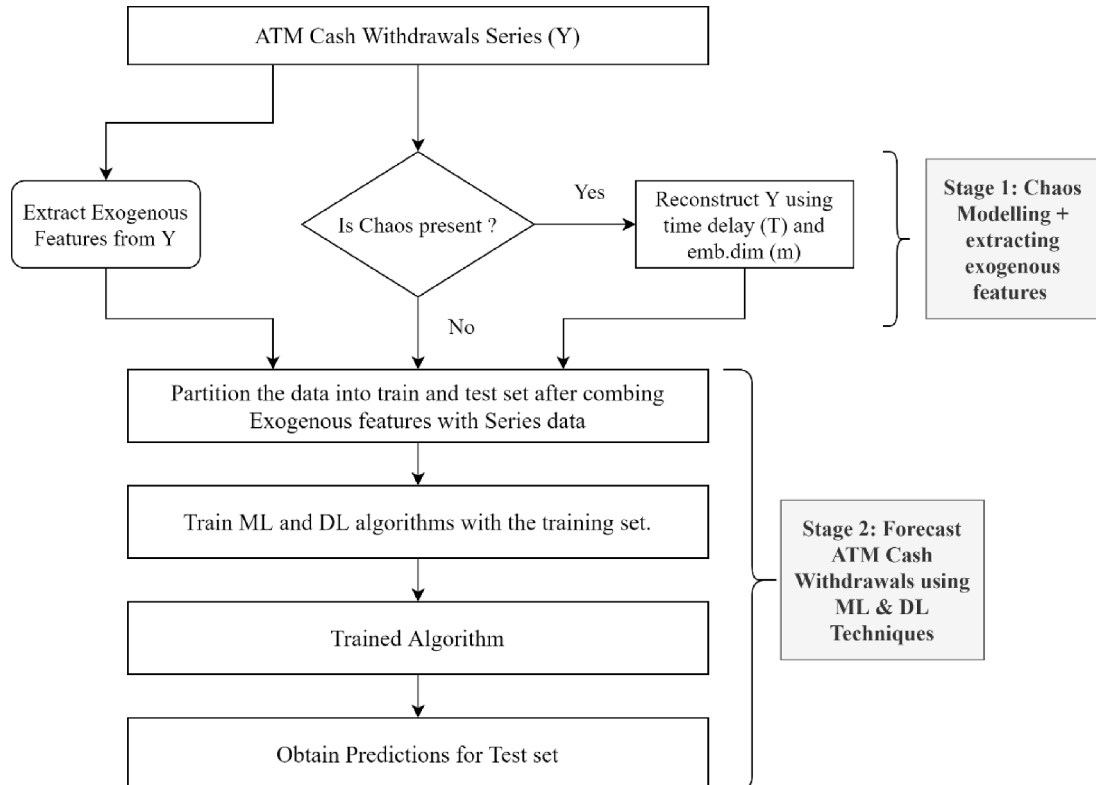 ATM Cash Withdrawals Series (Y)
Extract Exogenous
Features from Y
Is Chaos present ?
Yes
Reconstruct Y using
time delay (T) and
emb.dim (m)
Stage 1: Chaos
Modelling +
extracting
exogenous
features
No
Partition the data into train and test set after combing
Exogenous features with Series data
Train ML and DL algorithms with the training set.
Stage 2: Forecast
ATM Cash
Withdrawals using
ML & DL
Techniques
Trained Algorithm
Obtain Predictions for Test set